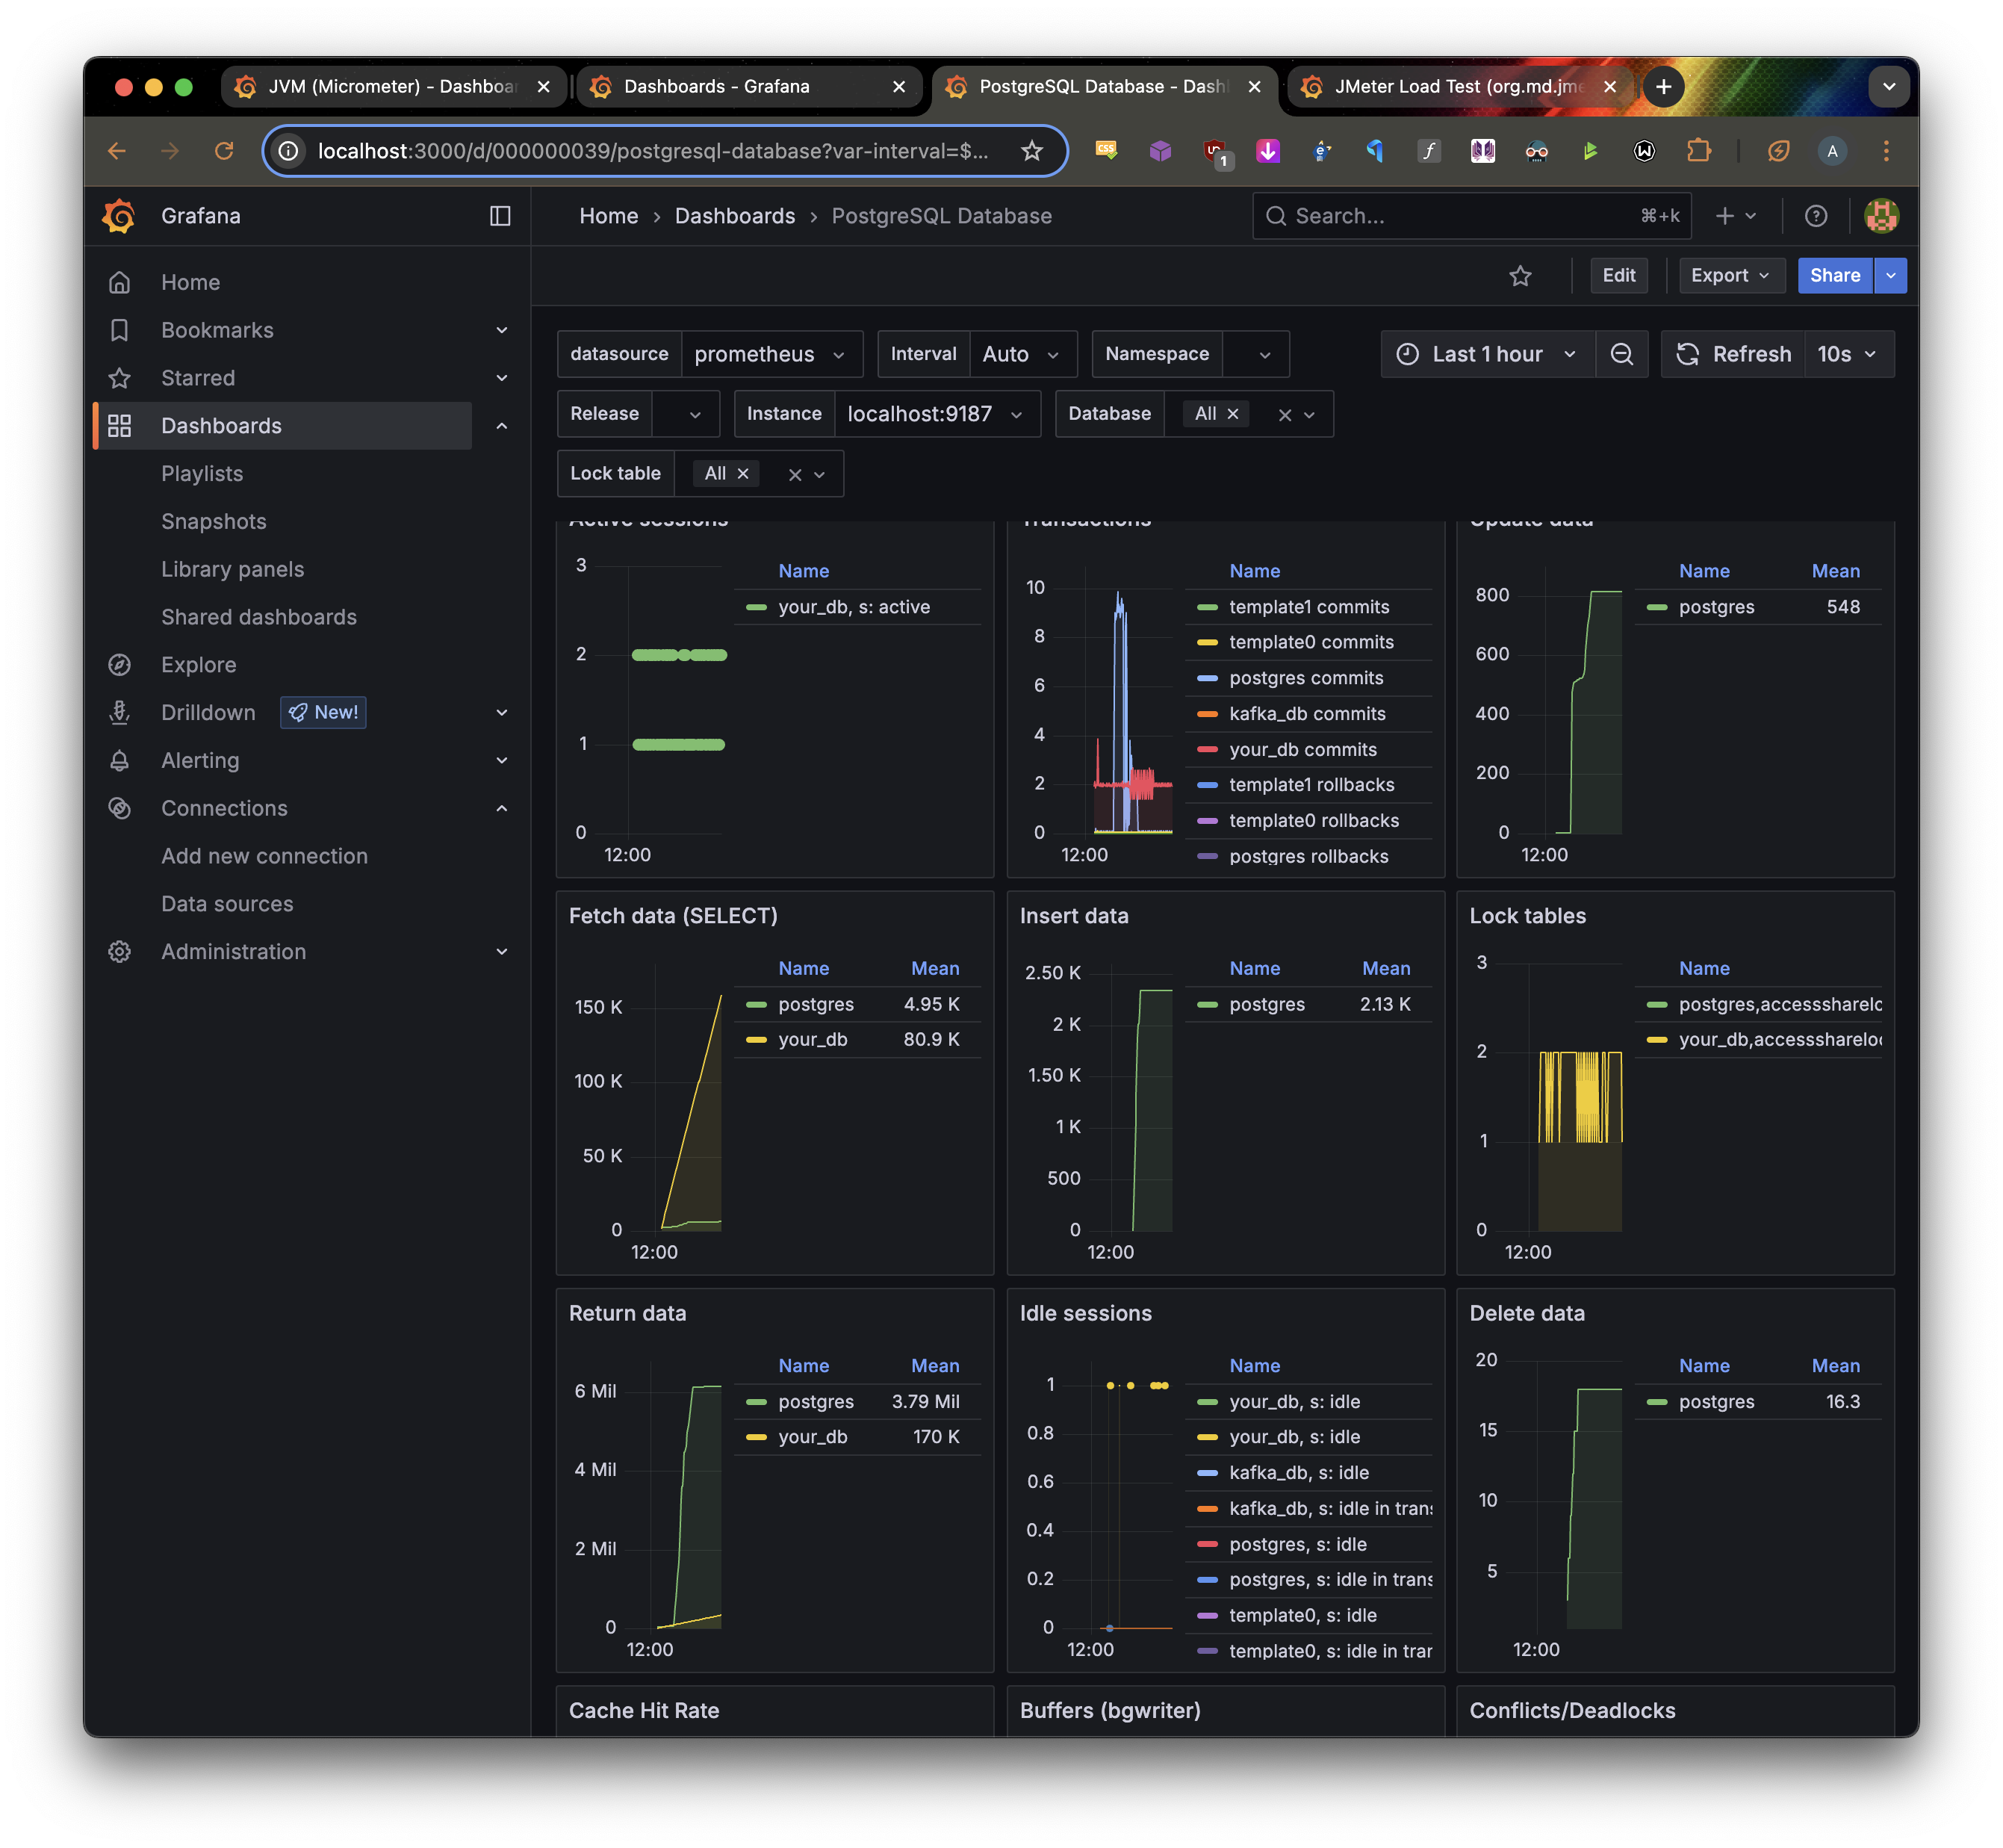 JVM (Micrometer) - Dashboar
Dashboards - Grafana
PostgreSQL Database - Dash
JMeter Load Test (org.md.jme
localhost:3000/d/000000039/postgresql-database?var-interval=$...
1
A
Grafana
Home › Dashboards › PostgreSQL Database
Search...
⌘+k
Home
Bookmarks
Starred
Dashboards
Playlists
Snapshots
Library panels
Shared dashboards
Explore
Drilldown New!
Alerting
Connections
Add new connection
Data sources
Administration
Edit
Export
Share
datasource prometheus
Interval Auto
Namespace
Last 1 hour
Refresh 10s
Release
Instance localhost:9187
Database All
Lock table All
Active sessions
3
2
1
0
12:00
Name
your_db, s: active
Transactions
10
8
6
4
2
0
12:00
Name
template1 commits
template0 commits
postgres commits
kafka_db commits
your_db commits
template1 rollbacks
template0 rollbacks
postgres rollbacks
Update data
800
600
400
200
0
12:00
Name Mean
postgres 548
Fetch data (SELECT)
150 K
100 K
50 K
0
12:00
Name Mean
postgres 4.95 K
your_db 80.9 K
Insert data
2.50 K
2 K
1.50 K
1 K
500
0
12:00
Name Mean
postgres 2.13 K
Lock tables
3
2
1
0
12:00
Name
postgres,accesssharelo
your_db,accesssharelo
Return data
6 Mil
4 Mil
2 Mil
0
12:00
Name Mean
postgres 3.79 Mil
your_db 170 K
Idle sessions
1
0.8
0.6
0.4
0.2
0
12:00
Name
your_db, s: idle
your_db, s: idle
kafka_db, s: idle
kafka_db, s: idle in trans
postgres, s: idle
postgres, s: idle in trans
template0, s: idle
template0, s: idle in tran
Delete data
20
15
10
5
12:00
Name Mean
postgres 16.3
Cache Hit Rate
Buffers (bgwriter)
Conflicts/Deadlocks